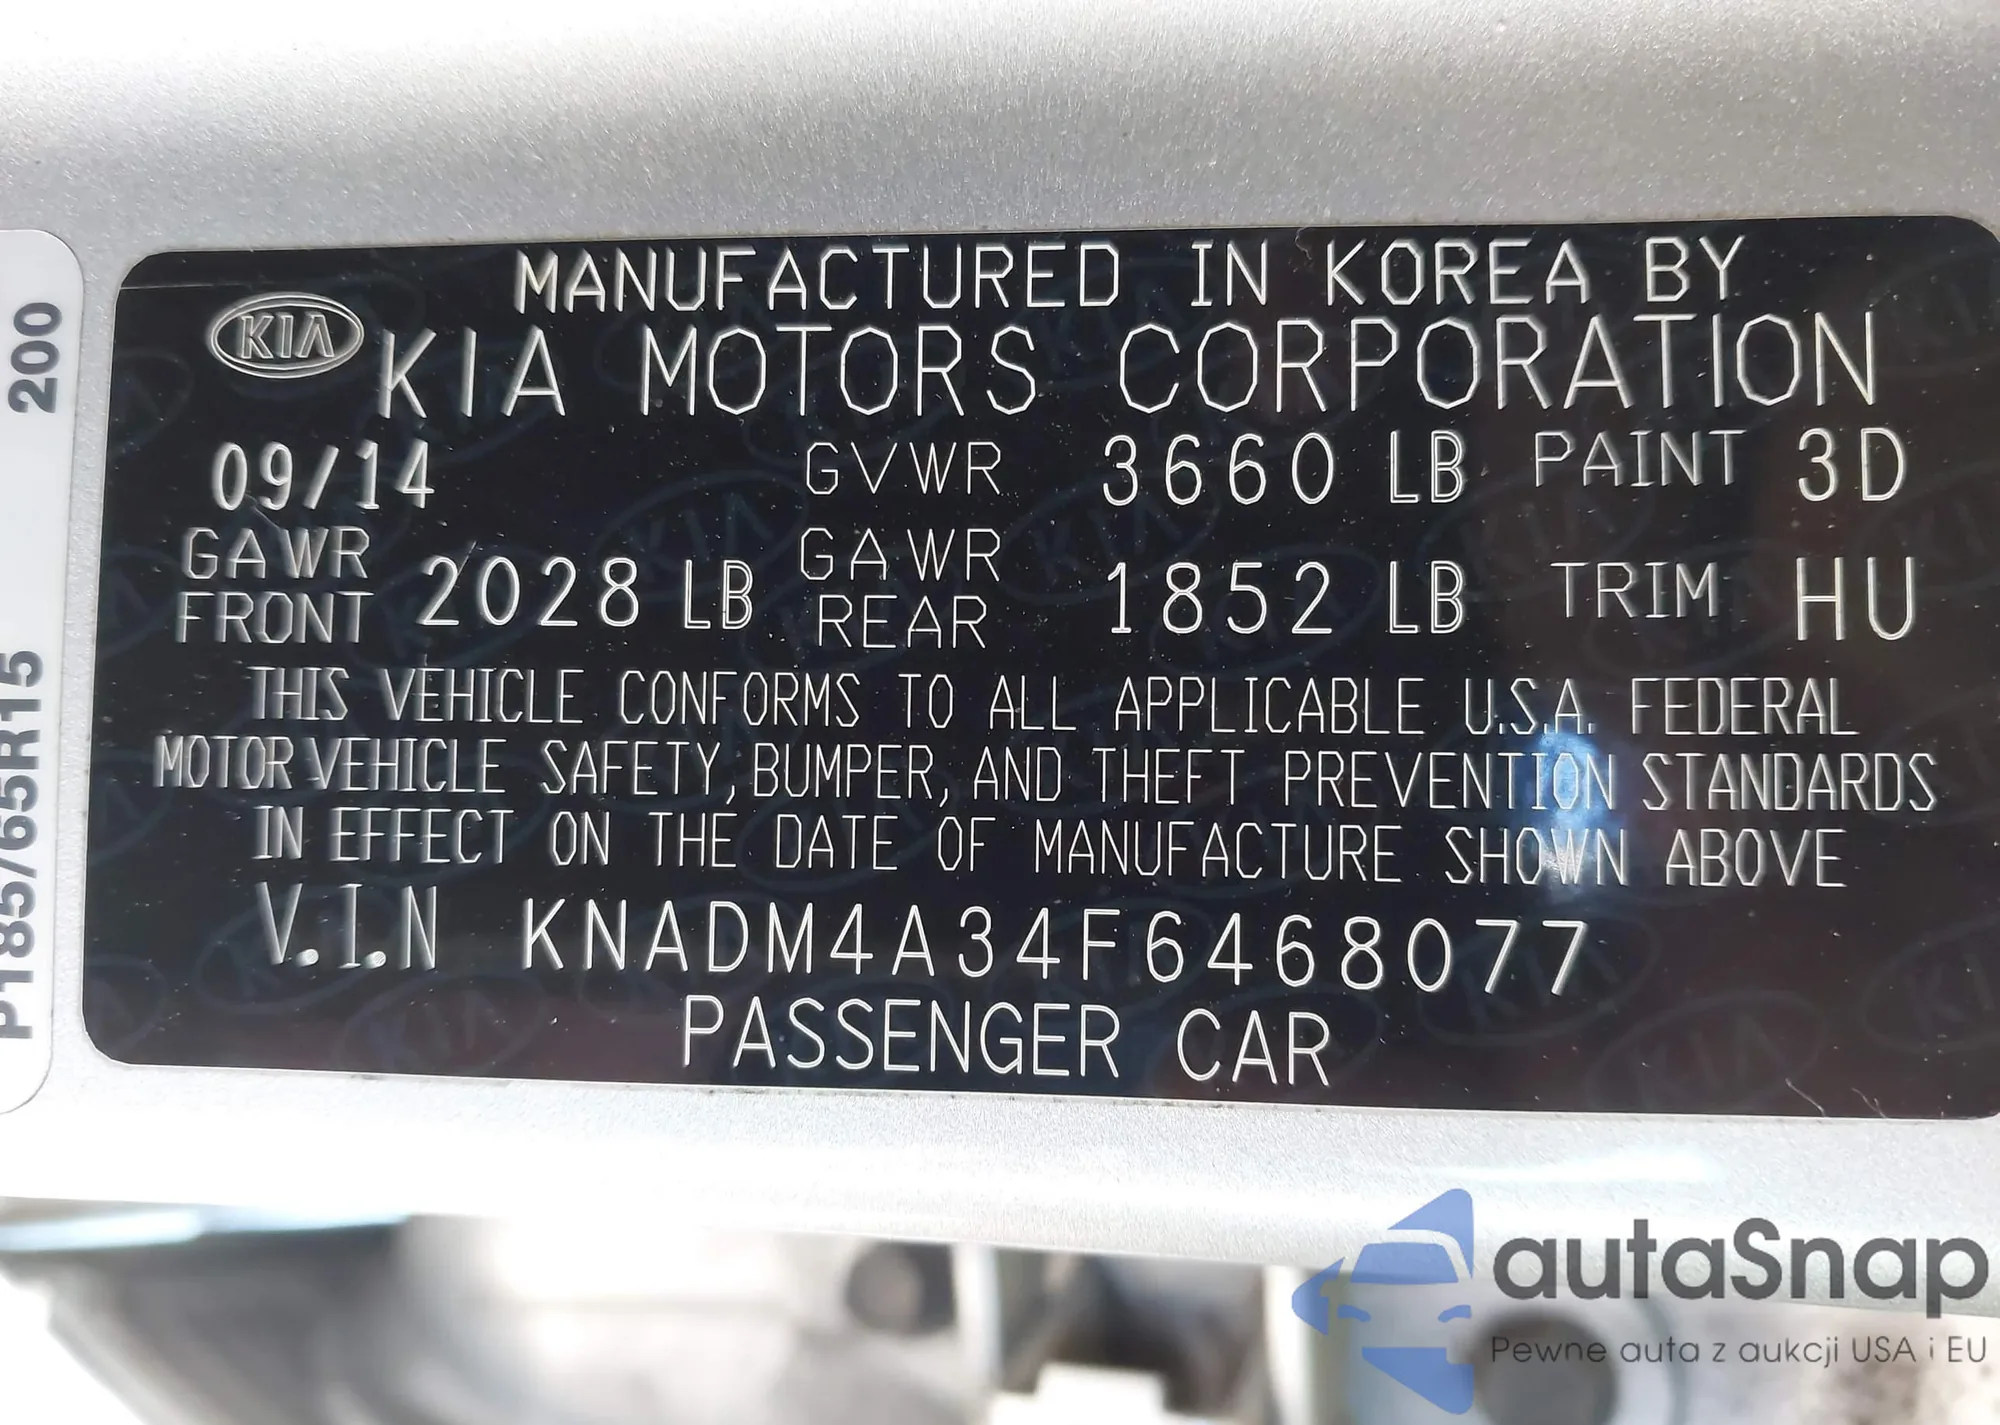 MANUFACTURED IN KOREA BY
KIA KIA MOTORS CORPORATION
09/14 GVWR 3660 LB PAINT 3D
GAWR FRONT 2028 LB GAWR REAR 1852 LB TRIM HU
THIS VEHICLE CONFORMS TO ALL APPLICABLE U.S.A. FEDERAL
MOTOR VEHICLE SAFETY, BUMPER, AND THEFT PREVENTION STANDARDS
IN EFFECT ON THE DATE OF MANUFACTURE SHOWN ABOVE
V.I.N KNADM4A34F6468077
PASSENGER CAR
P185/65R15 200
autaSnap
Pewne auta z aukcji USA i EU